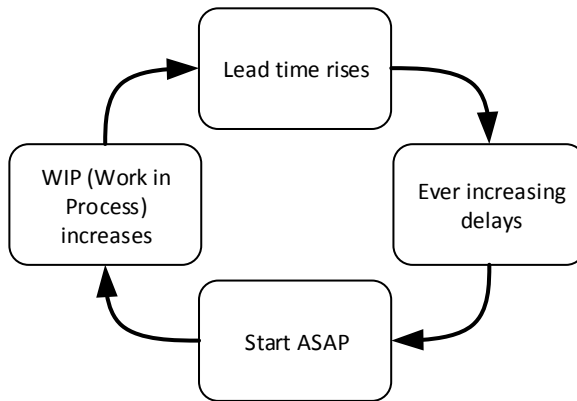 Lead time rises
WIP (Work in
Process)
increases
Ever increasing
delays
Start ASAP